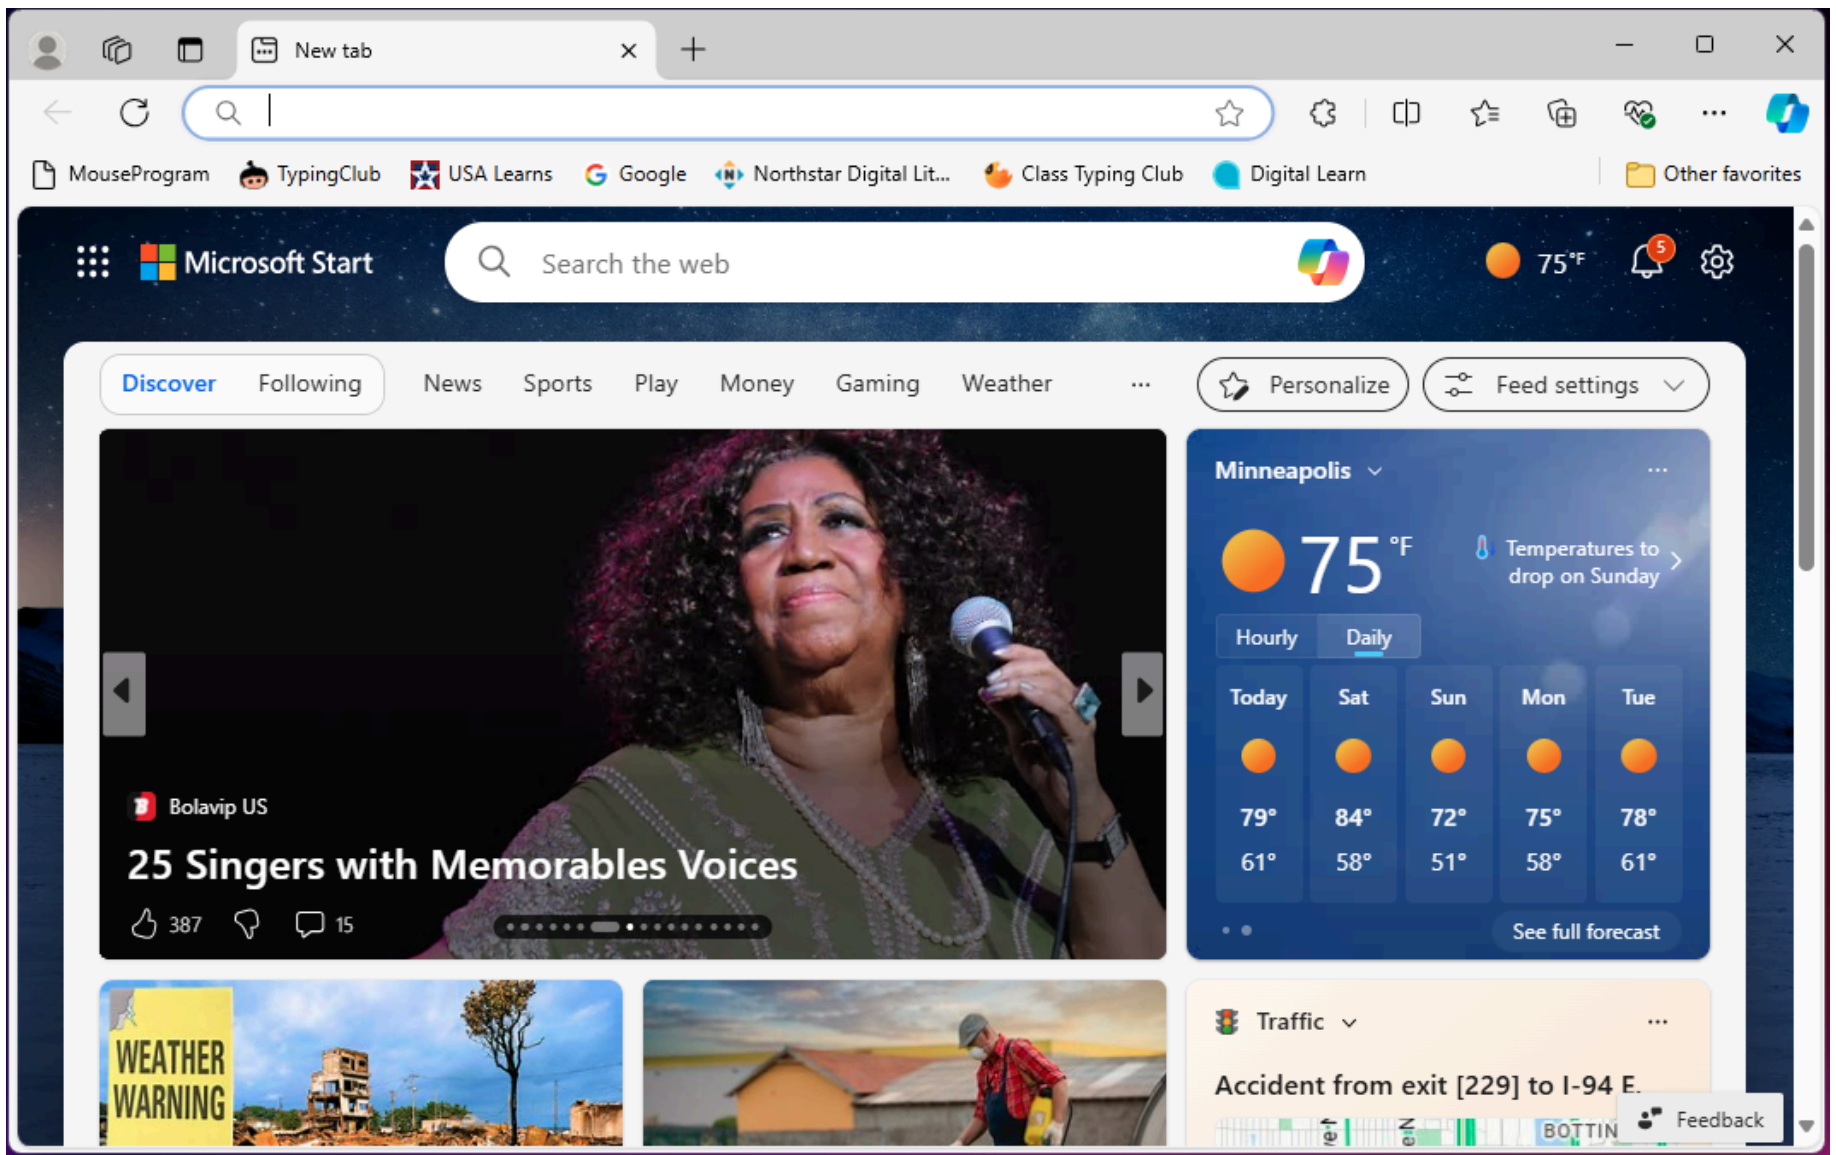 New tab
MouseProgram TypingClub USA Learns Google Northstar Digital Lit... Class Typing Club Digital Learn Other favorites
Microsoft Start Search the web 75°F 5
Discover Following News Sports Play Money Gaming Weather ... Personalize Feed settings
Minneapolis
75°F
Temperatures to
drop on Sunday
Hourly Daily
Today Sat Sun Mon Tue
79° 84° 72° 75° 78°
61° 58° 51° 58° 61°
See full forecast
B Bolavip US
25 Singers with Memorables Voices
387 15
WEATHER
WARNING
Traffic
Accident from exit [229] to I-94 E.
BOTTIN
Feedback